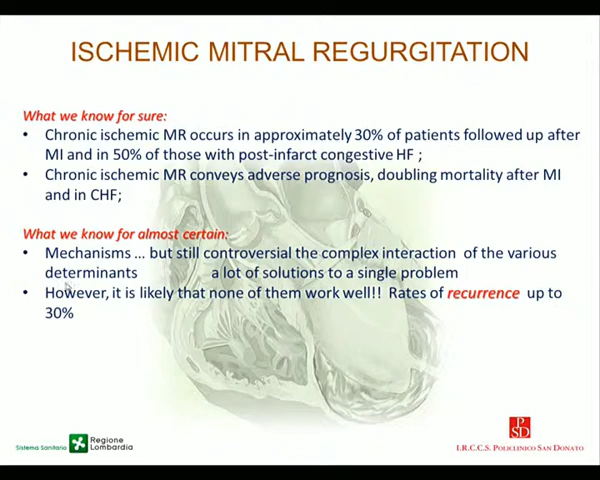 ISCHEMIC MITRAL REGURGITATION
What we know for sure:
• Chronic ischemic MR occurs in approximately 30% of patients followed up after
MI and in 50% of those with post-infarct congestive HF ;
• Chronic ischemic MR conveys adverse prognosis, doubling mortality after MI
and in CHF;
What we know for almost certain:
• Mechanisms ... but still controversial the complex interaction of the various
determinants a lot of solutions to a single problem
• However, it is likely that none of them work well!! Rates of recurrence up to
30%
Sistema Sanitario Regione
Lombardia
PSD
I.R.C.C.S. POLICLINICO SAN DONATO